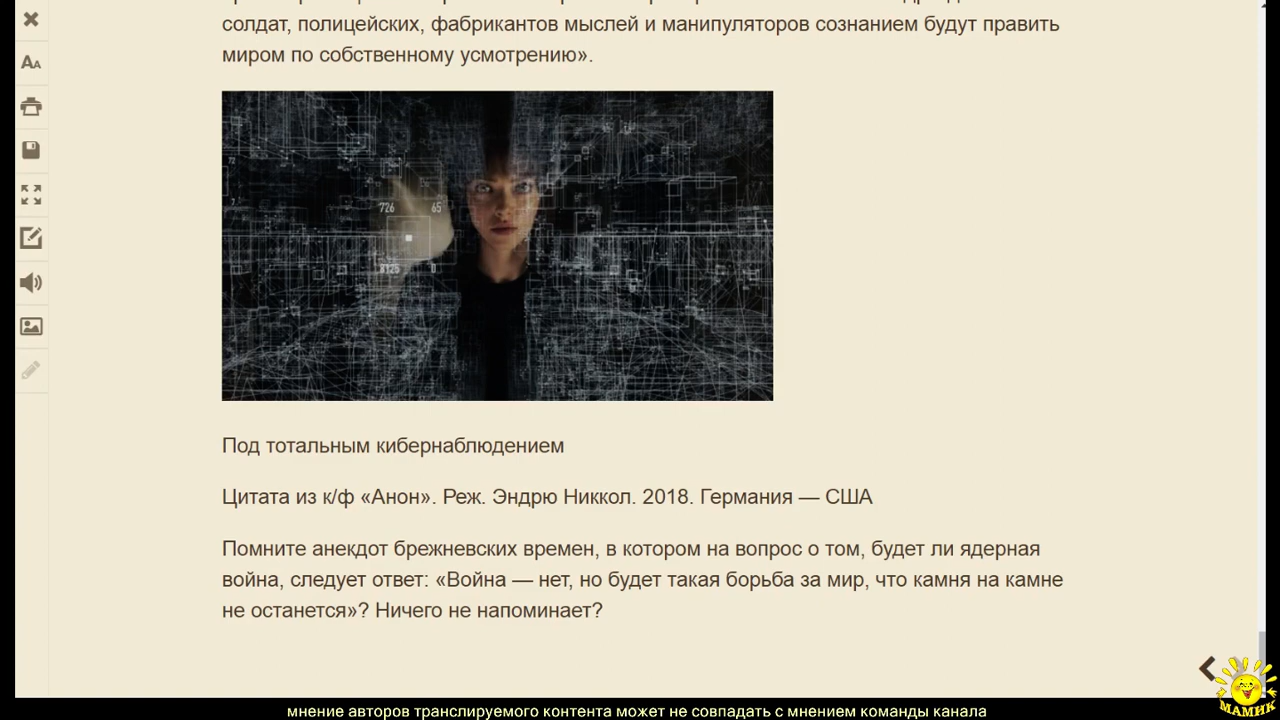 солдат, полицейских, фабрикантов мыслей и манипуляторов сознанием будут править
миром по собственному усмотрению».
726 65
8125 0
Под тотальным кибернаблюдением
Цитата из к/ф «Анон». Реж. Эндрю Никкол. 2018. Германия — США
Помните анекдот брежневских времен, в котором на вопрос о том, будет ли ядерная
война, следует ответ: «Война — нет, но будет такая борьба за мир, что камня на камне
не останется»? Ничего не напоминает?
МАМИК
мнение авторов транслируемого контента может не совпадать с мнением команды канала